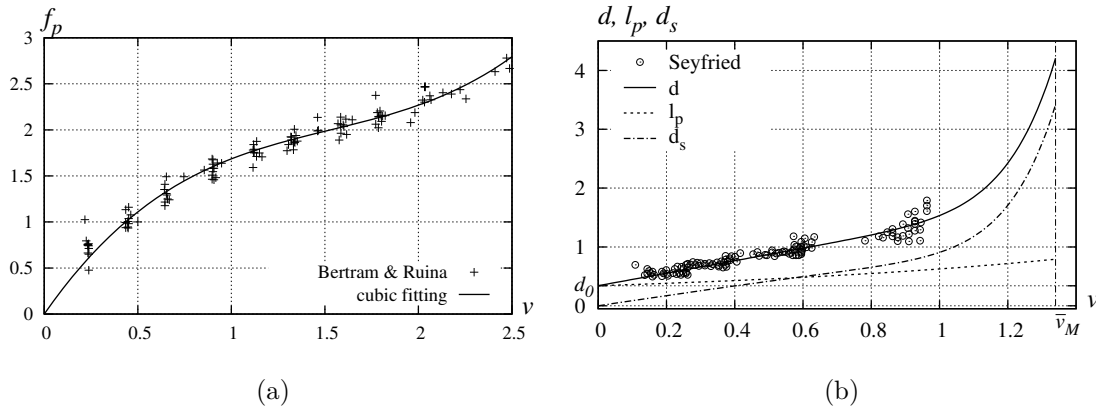 f_p
3
2.5
2
1.5
1
0.5
0
Bertram & Ruina
cubic fitting
v
0 0.5 1 1.5 2 2.5
(a)
d, l_p, d_s
4
3
2
1
d_0
0
Seyfried
d
l_p
d_s
v
0 0.2 0.4 0.6 0.8 1 1.2 v̅_M
(b)